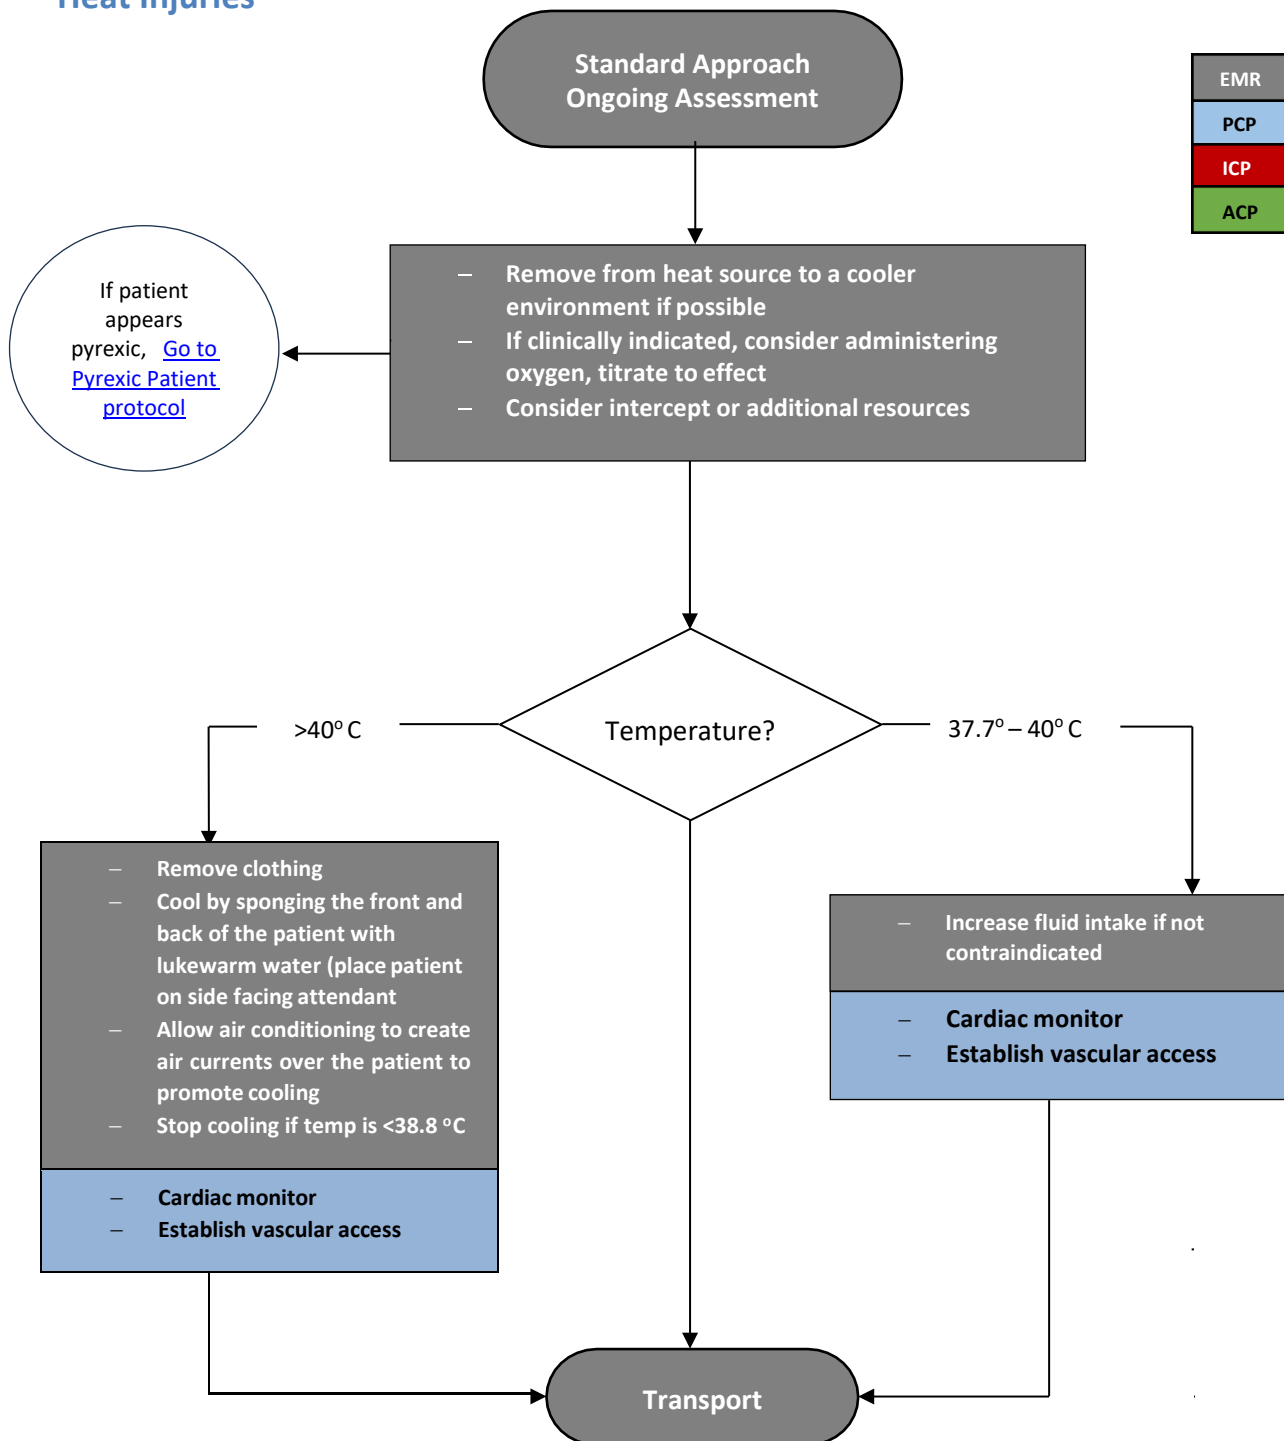 Heat Injuries
Standard Approach
Ongoing Assessment
EMR
PCP
ICP
ACP
– Remove from heat source to a cooler
environment if possible
– If clinically indicated, consider administering
oxygen, titrate to effect
– Consider intercept or additional resources
If patient
appears
pyrexic, Go to
Pyrexic Patient
protocol
Temperature?
>40° C
37.7° – 40° C
– Remove clothing
– Cool by sponging the front and
back of the patient with
lukewarm water (place patient
on side facing attendant
– Allow air conditioning to create
air currents over the patient to
promote cooling
– Stop cooling if temp is <38.8 °C
– Cardiac monitor
– Establish vascular access
– Increase fluid intake if not
contraindicated
– Cardiac monitor
– Establish vascular access
Transport